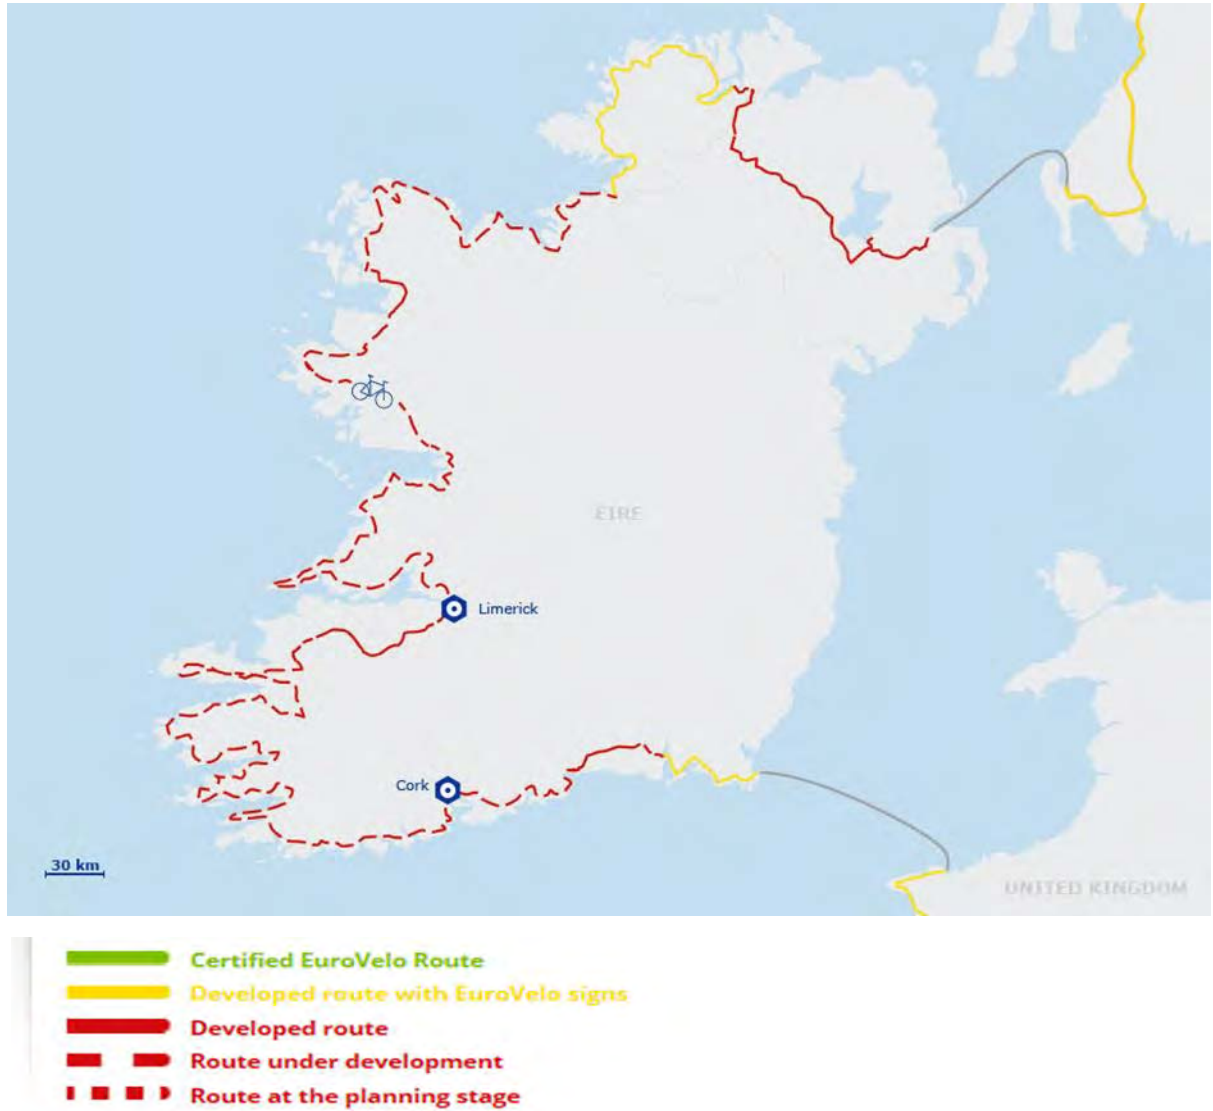 ÉIRE
Limerick
Cork
30 km
UNITED KINGDOM
Certified EuroVelo Route
Developed route with EuroVelo signs
Developed route
Route under development
Route at the planning stage